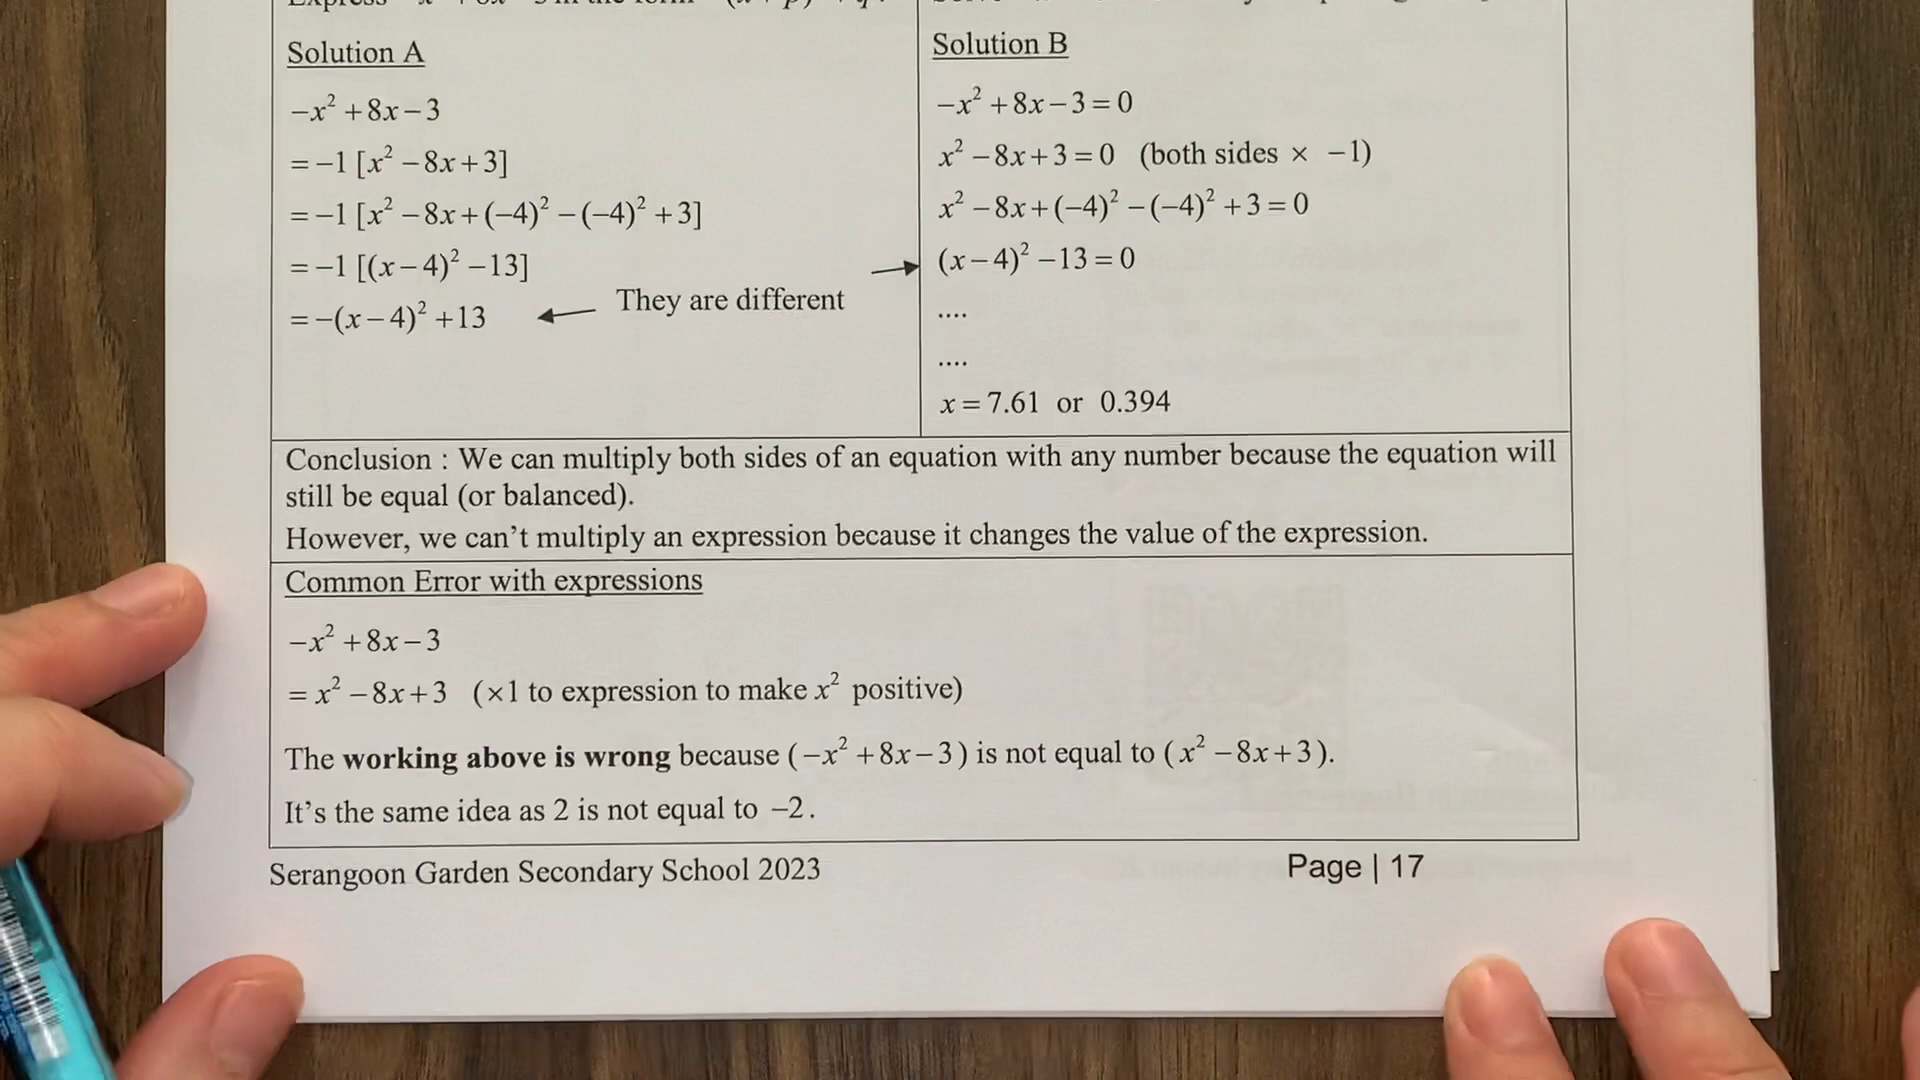 Solution A
−x² + 8x − 3
= −1 [x² − 8x + 3]
= −1 [x² − 8x + (−4)² − (−4)² + 3]
= −1 [(x − 4)² − 13]
= −(x − 4)² + 13
They are different
Solution B
−x² + 8x − 3 = 0
x² − 8x + 3 = 0 (both sides × −1)
x² − 8x + (−4)² − (−4)² + 3 = 0
(x − 4)² − 13 = 0
....
....
x = 7.61 or 0.394
Conclusion : We can multiply both sides of an equation with any number because the equation will
still be equal (or balanced).
However, we can’t multiply an expression because it changes the value of the expression.
Common Error with expressions
−x² + 8x − 3
= x² − 8x + 3 (×1 to expression to make x² positive)
The working above is wrong because (−x² + 8x − 3) is not equal to (x² − 8x + 3).
It’s the same idea as 2 is not equal to −2.
Serangoon Garden Secondary School 2023
Page | 17